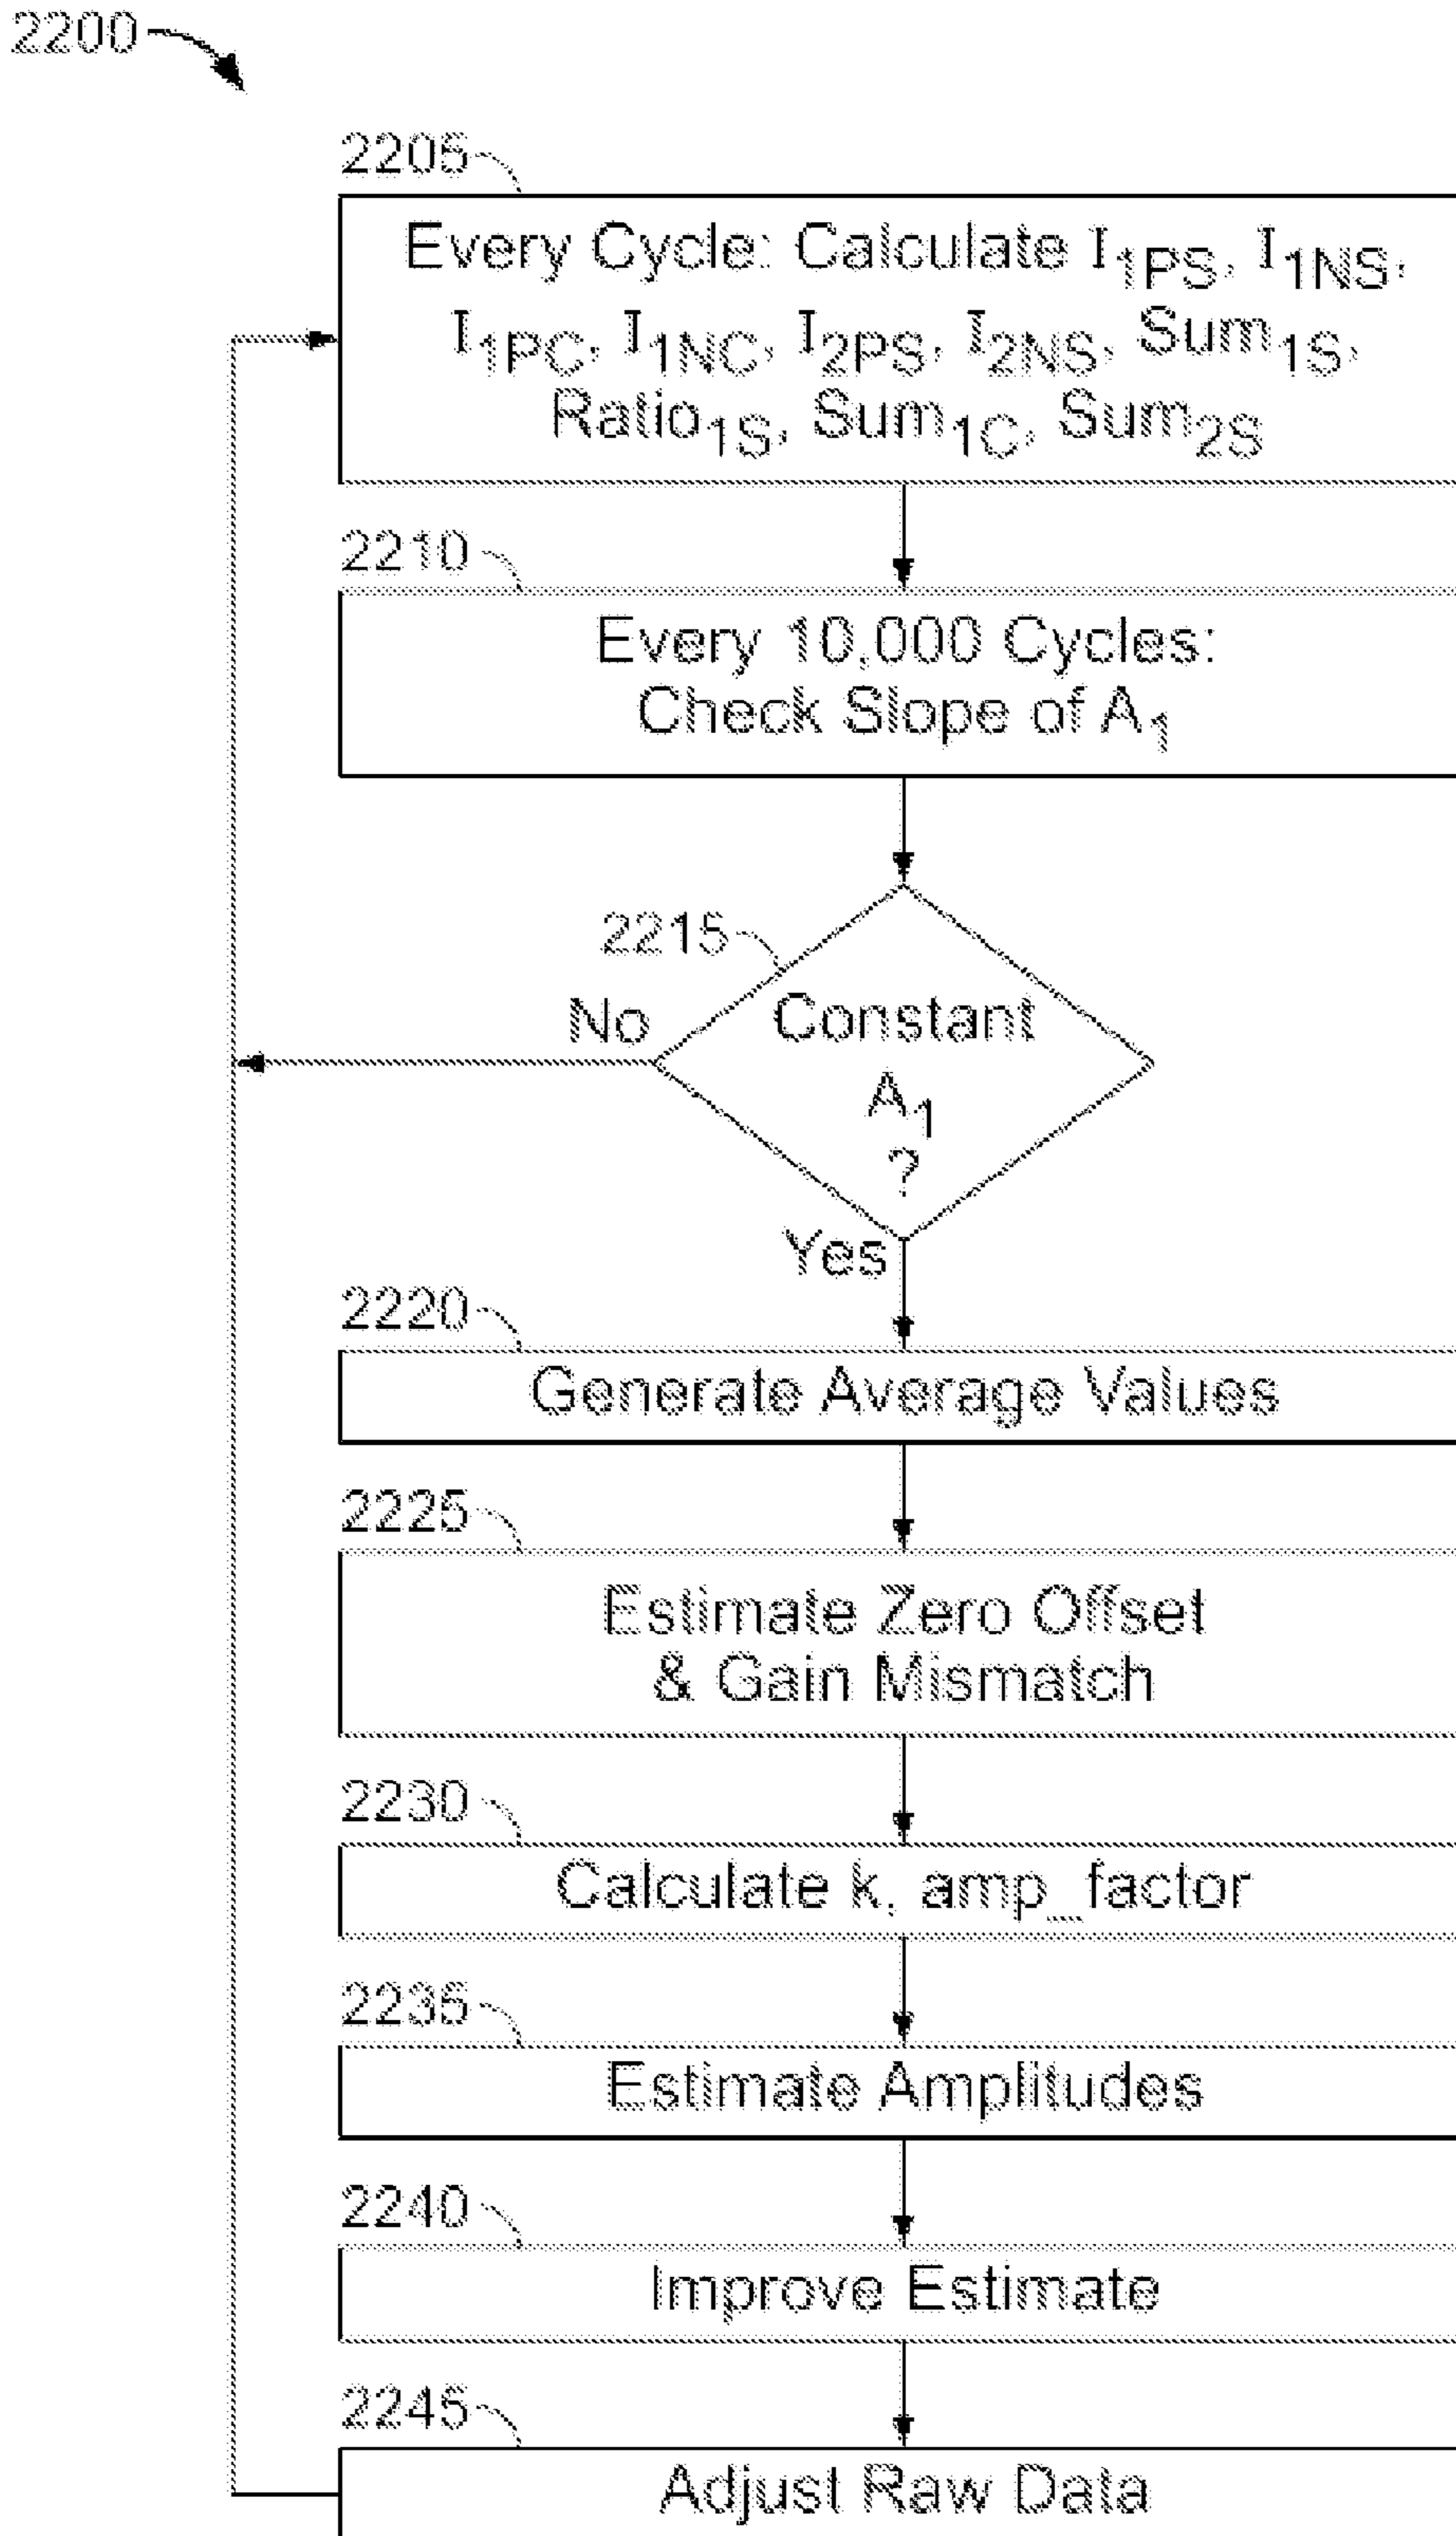 2200
2205
Every Cycle: Calculate I1PS, I1NS,
I1PC, I1NC, I2PS, I2NS, Sum1S,
Ratio1S, Sum1C, Sum2S
2210
Every 10,000 Cycles:
Check Slope of A1
2215
No
Constant
A1
?
Yes
2220
Generate Average Values
2225
Estimate Zero Offset
& Gain Mismatch
2230
Calculate k, amp_factor
2235
Estimate Amplitudes
2240
Improve Estimate
2245
Adjust Raw Data